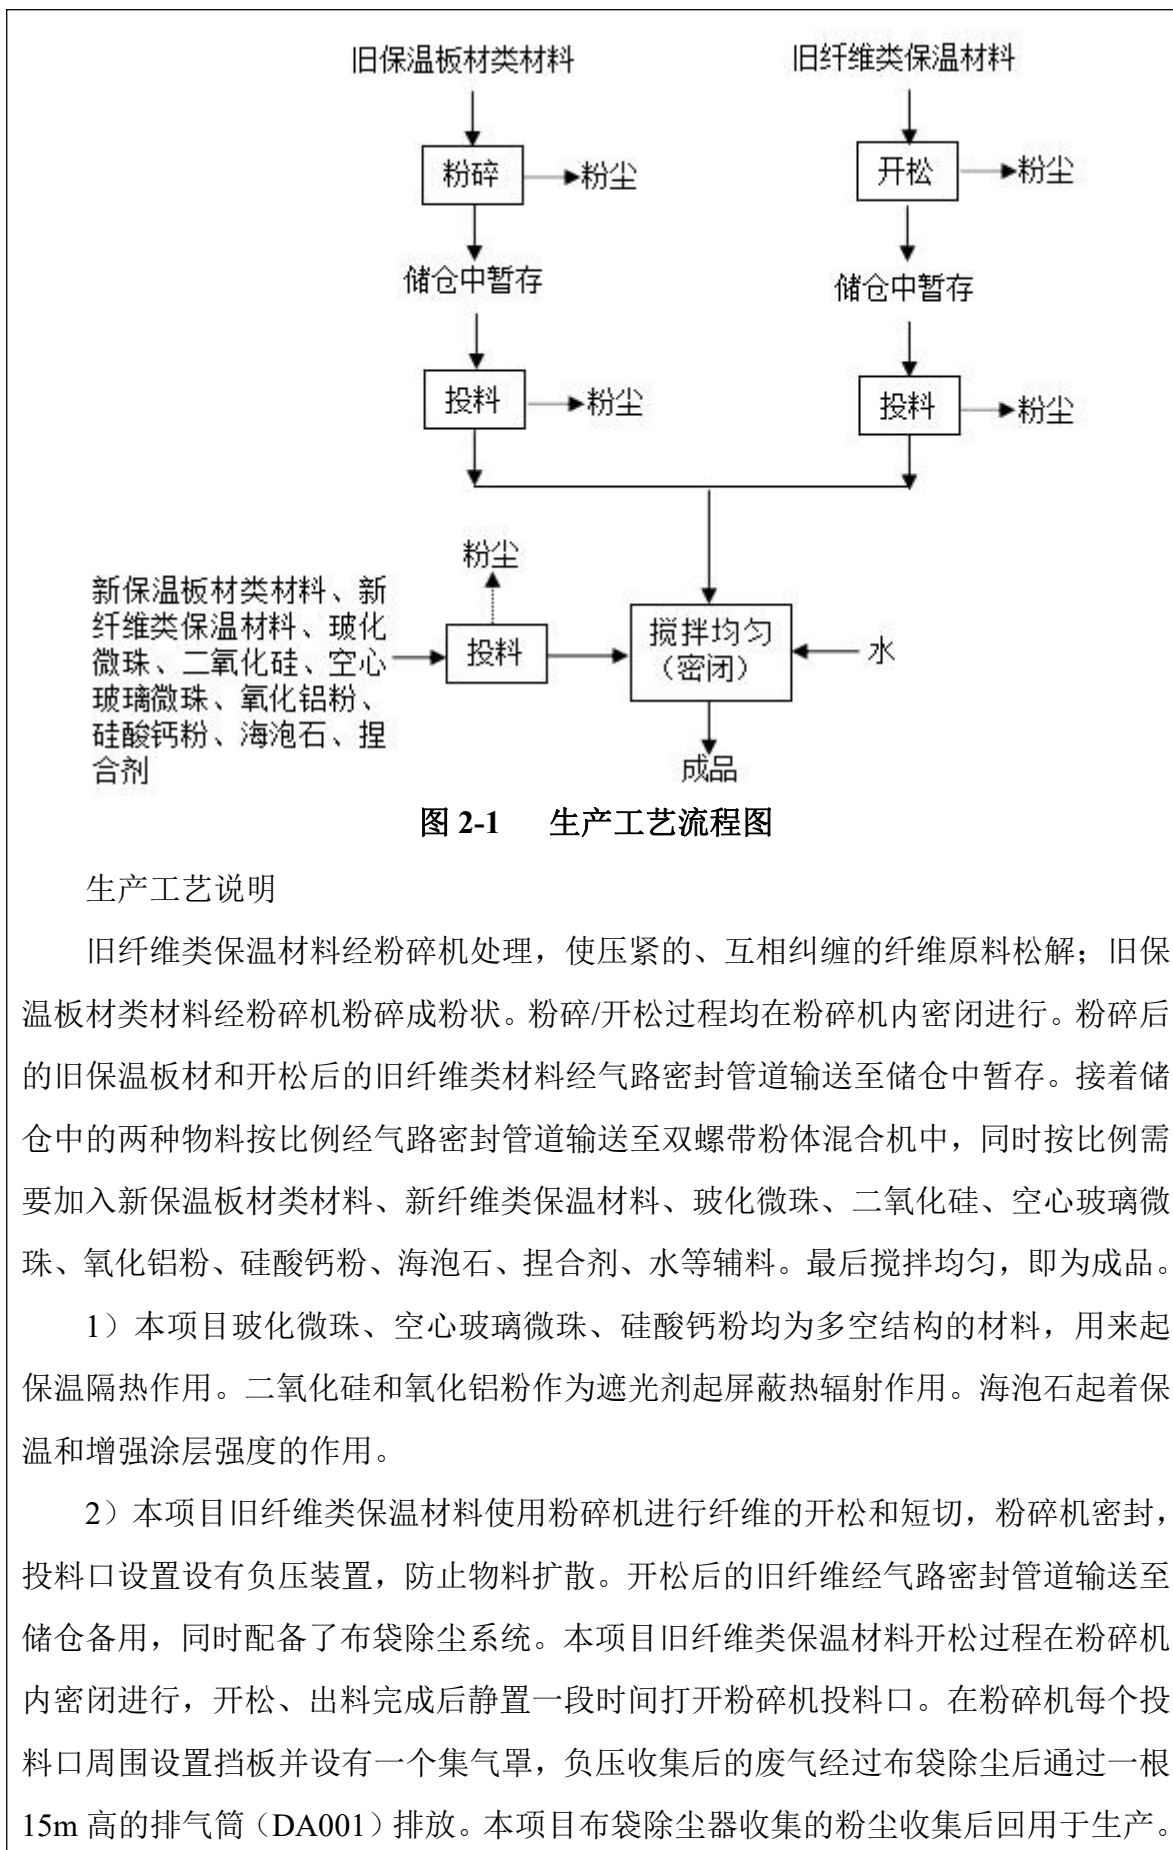 旧保温板材类材料
旧纤维类保温材料
粉碎
粉尘
开松
粉尘
储仓中暂存
储仓中暂存
投料
粉尘
投料
粉尘
粉尘
新保温板材类材料、新
纤维类保温材料、玻化
微珠、二氧化硅、空心
玻璃微珠、氧化铝粉、
硅酸钙粉、海泡石、捏
合剂
投料
搅拌均匀
（密闭）
水
成品
图 2-1 生产工艺流程图
生产工艺说明
旧纤维类保温材料经粉碎机处理，使压紧的、互相纠缠的纤维原料松解；旧保
温板材类材料经粉碎机粉碎成粉状。粉碎/开松过程均在粉碎机内密闭进行。粉碎后
的旧保温板材和开松后的旧纤维类材料经气路密封管道输送至储仓中暂存。接着储
仓中的两种物料按比例经气路密封管道输送至双螺带粉体混合机中，同时按比例需
要加入新保温板材类材料、新纤维类保温材料、玻化微珠、二氧化硅、空心玻璃微
珠、氧化铝粉、硅酸钙粉、海泡石、捏合剂、水等辅料。最后搅拌均匀，即为成品。
1）本项目玻化微珠、空心玻璃微珠、硅酸钙粉均为多空结构的材料，用来起
保温隔热作用。二氧化硅和氧化铝粉作为遮光剂起屏蔽热辐射作用。海泡石起着保
温和增强涂层强度的作用。
2）本项目旧纤维类保温材料使用粉碎机进行纤维的开松和短切，粉碎机密封，
投料口设置设有负压装置，防止物料扩散。开松后的旧纤维经气路密封管道输送至
储仓备用，同时配备了布袋除尘系统。本项目旧纤维类保温材料开松过程在粉碎机
内密闭进行，开松、出料完成后静置一段时间打开粉碎机投料口。在粉碎机每个投
料口周围设置挡板并设有一个集气罩，负压收集后的废气经过布袋除尘后通过一根
15m 高的排气筒（DA001）排放。本项目布袋除尘器收集的粉尘收集后回用于生产。